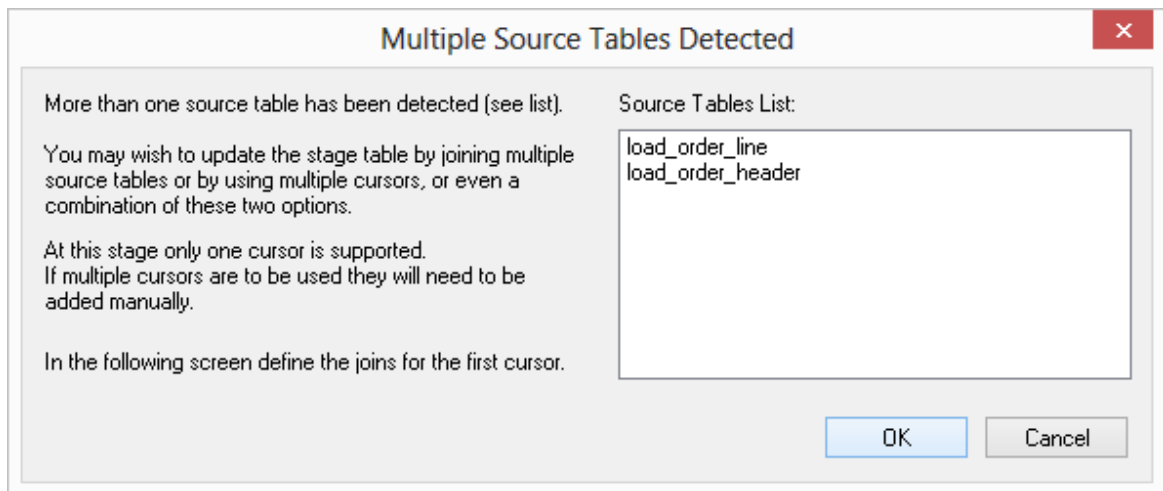 Multiple Source Tables Detected
More than one source table has been detected (see list).
You may wish to update the stage table by joining multiple
source tables or by using multiple cursors, or even a
combination of these two options.
At this stage only one cursor is supported.
If multiple cursors are to be used they will need to be
added manually.
In the following screen define the joins for the first cursor.
Source Tables List:
load_order_line
load_order_header
OK
Cancel